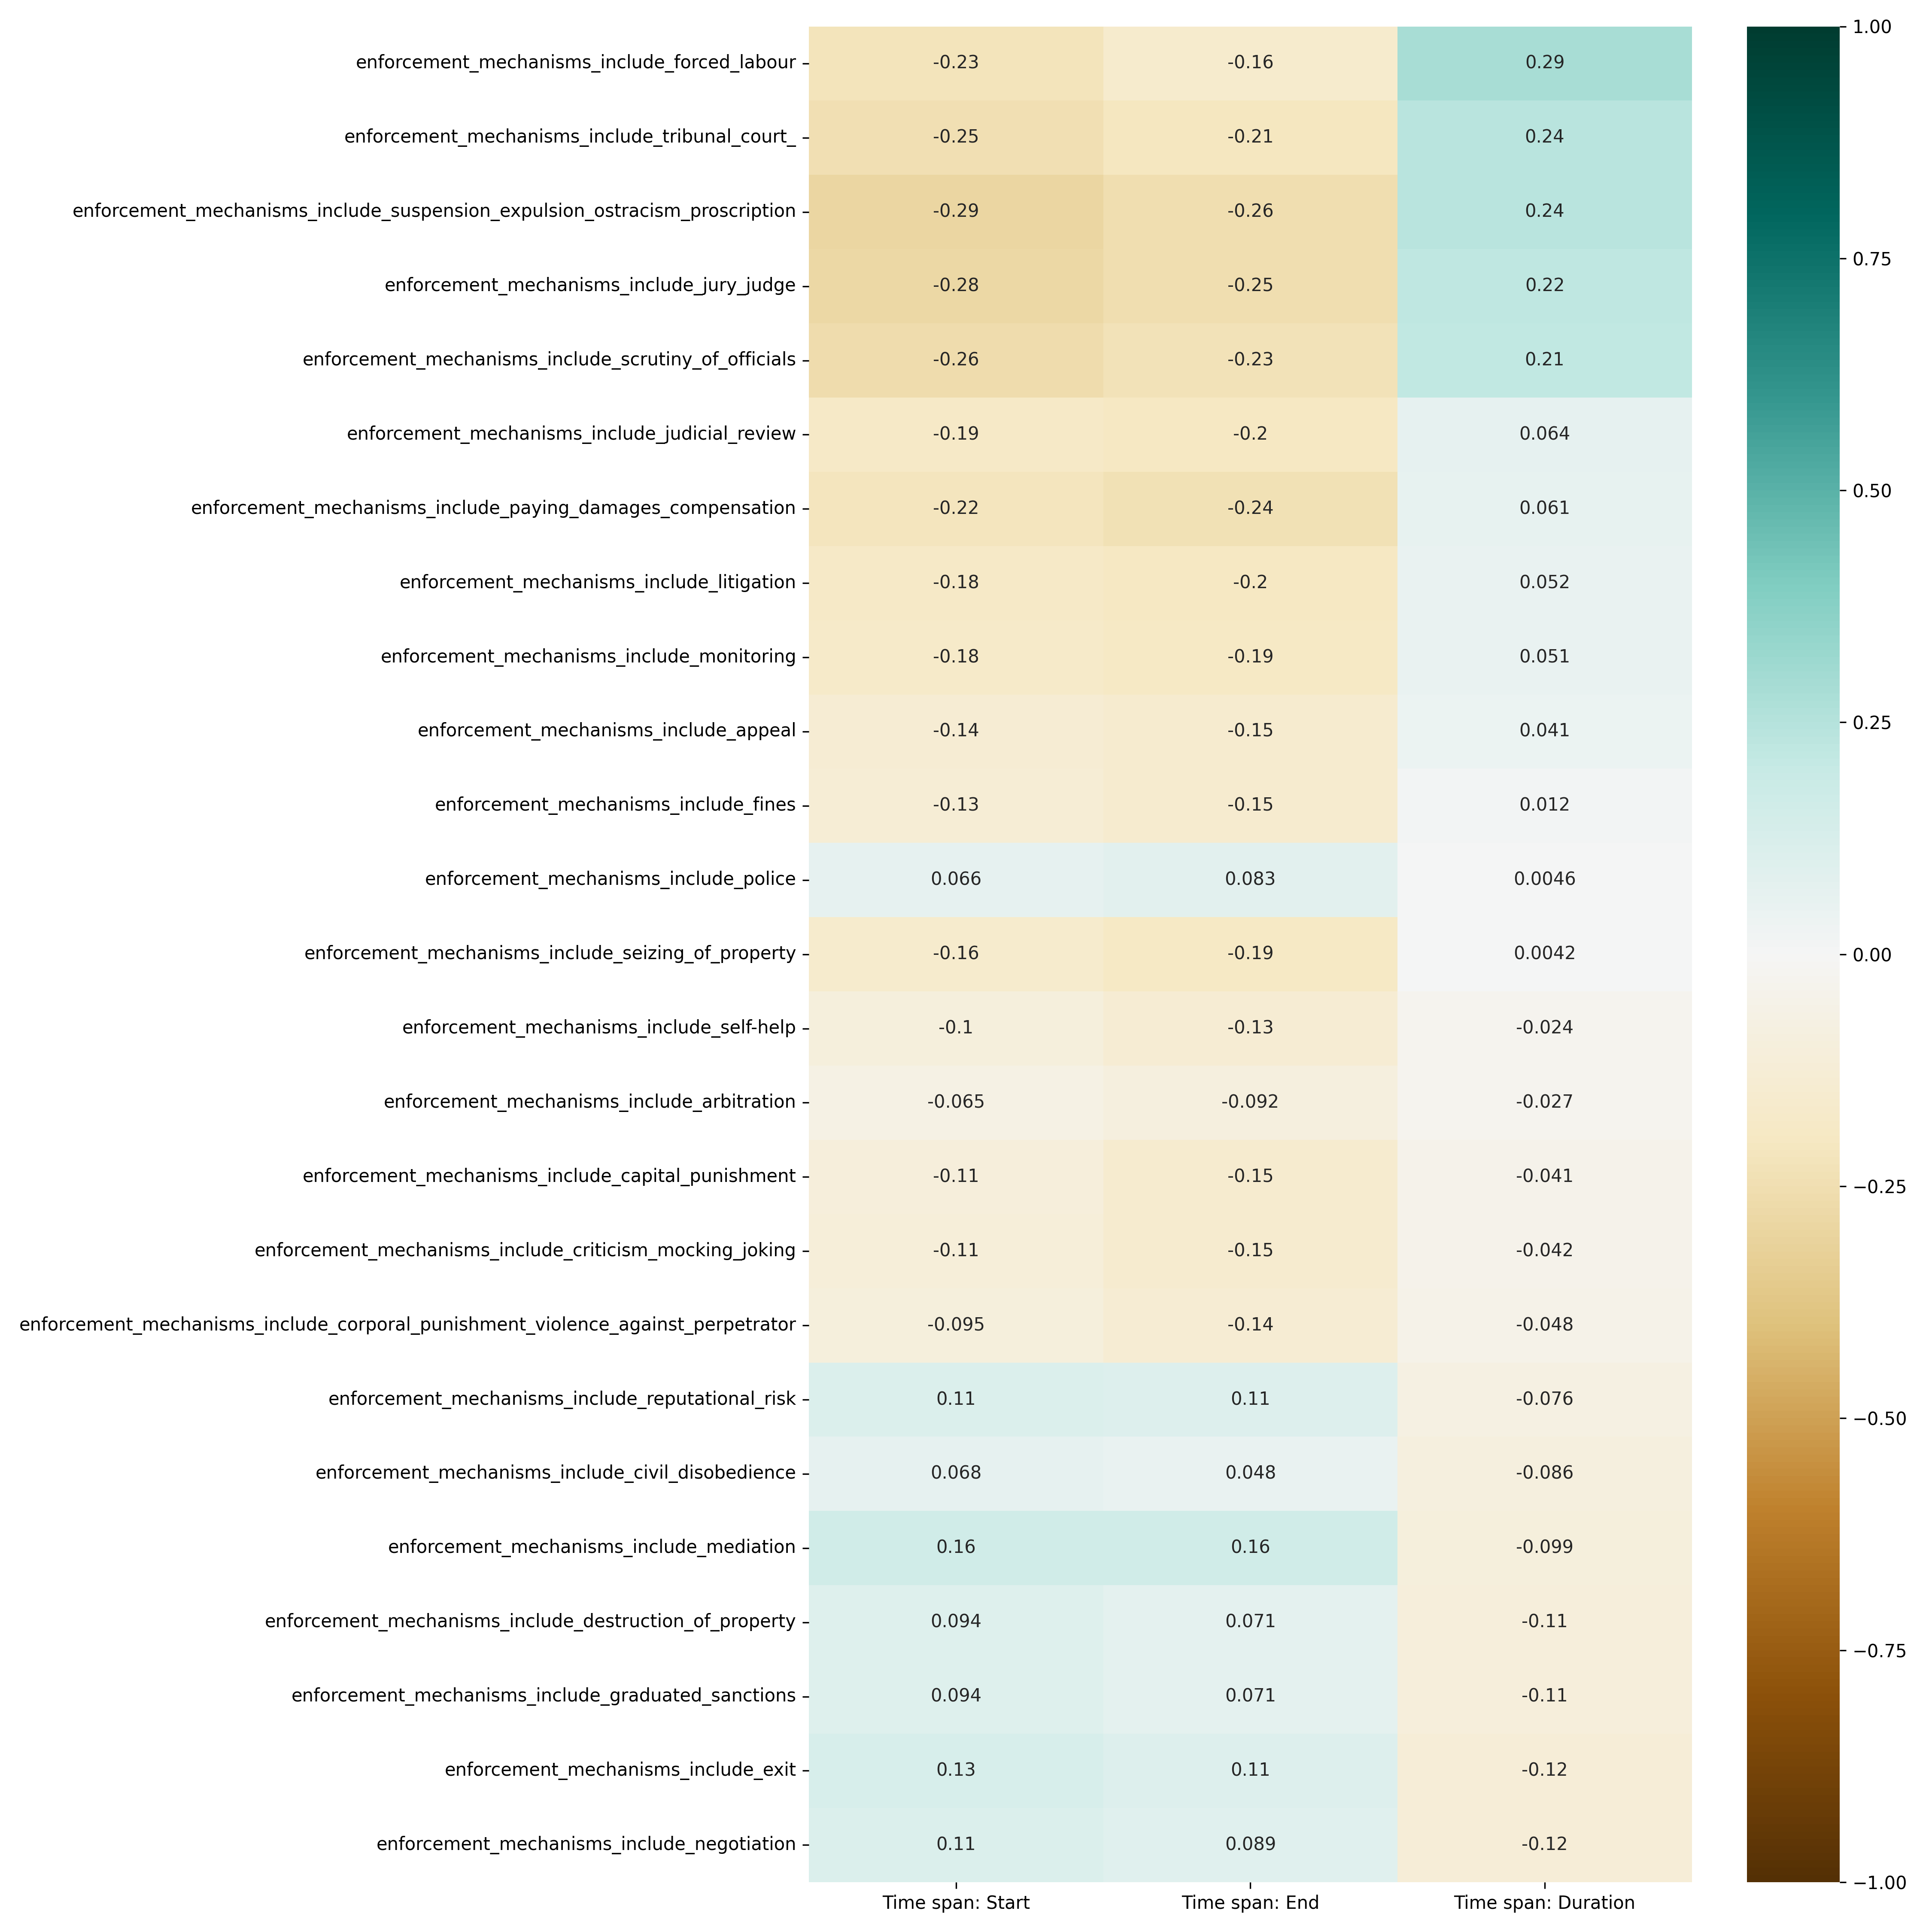 enforcement_mechanisms_include_forced_labour -0.23 -0.16 0.29
enforcement_mechanisms_include_tribunal_court_ -0.25 -0.21 0.24
enforcement_mechanisms_include_suspension_expulsion_ostracism_proscription -0.29 -0.26 0.24
enforcement_mechanisms_include_jury_judge -0.28 -0.25 0.22
enforcement_mechanisms_include_scrutiny_of_officials -0.26 -0.23 0.21
enforcement_mechanisms_include_judicial_review -0.19 -0.2 0.064
enforcement_mechanisms_include_paying_damages_compensation -0.22 -0.24 0.061
enforcement_mechanisms_include_litigation -0.18 -0.2 0.052
enforcement_mechanisms_include_monitoring -0.18 -0.19 0.051
enforcement_mechanisms_include_appeal -0.14 -0.15 0.041
enforcement_mechanisms_include_fines -0.13 -0.15 0.012
enforcement_mechanisms_include_police 0.066 0.083 0.0046
enforcement_mechanisms_include_seizing_of_property -0.16 -0.19 0.0042
enforcement_mechanisms_include_self-help -0.1 -0.13 -0.024
enforcement_mechanisms_include_arbitration -0.065 -0.092 -0.027
enforcement_mechanisms_include_capital_punishment -0.11 -0.15 -0.041
enforcement_mechanisms_include_criticism_mocking_joking -0.11 -0.15 -0.042
enforcement_mechanisms_include_corporal_punishment_violence_against_perpetrator -0.095 -0.14 -0.048
enforcement_mechanisms_include_reputational_risk 0.11 0.11 -0.076
enforcement_mechanisms_include_civil_disobedience 0.068 0.048 -0.086
enforcement_mechanisms_include_mediation 0.16 0.16 -0.099
enforcement_mechanisms_include_destruction_of_property 0.094 0.071 -0.11
enforcement_mechanisms_include_graduated_sanctions 0.094 0.071 -0.11
enforcement_mechanisms_include_exit 0.13 0.11 -0.12
enforcement_mechanisms_include_negotiation 0.11 0.089 -0.12
Time span: Start Time span: End Time span: Duration
1.00
0.75
0.50
0.25
0.00
−0.25
−0.50
−0.75
−1.00